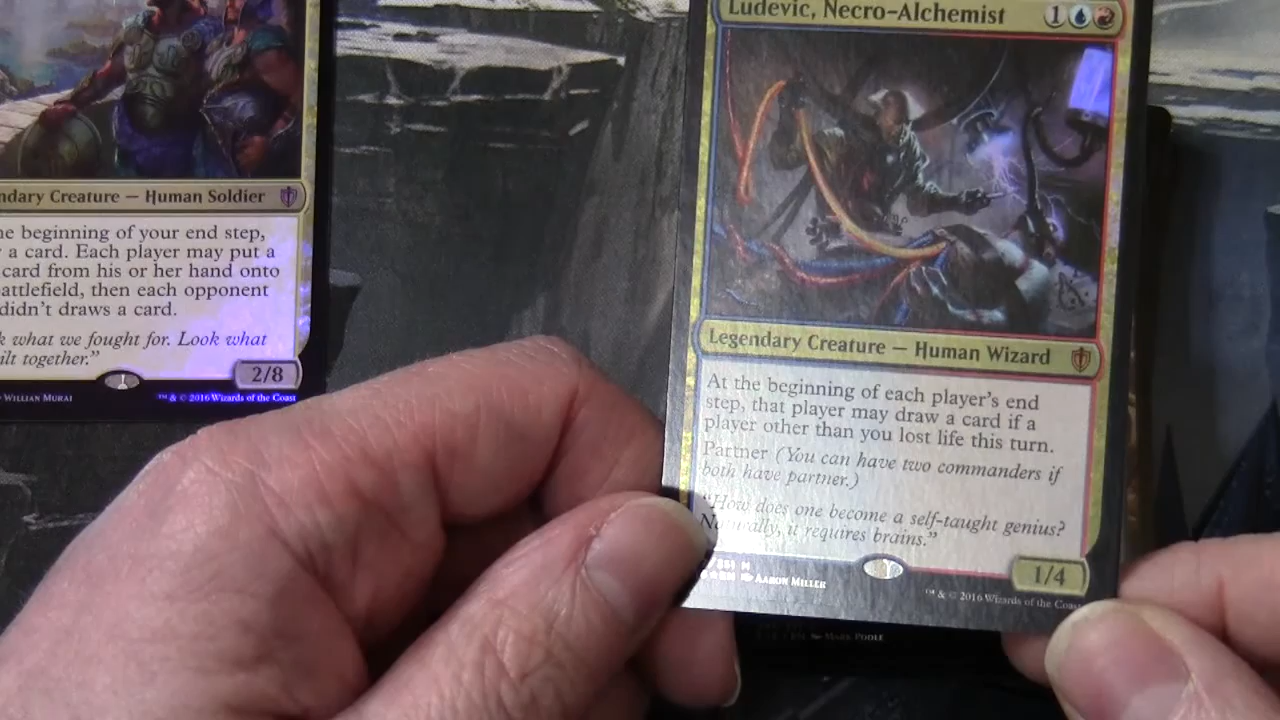 ndary Creature — Human Soldier
he beginning of your end step,
a card. Each player may put a
card from his or her hand onto
attlefield, then each opponent
didn't draws a card.
k what we fought for. Look what
ilt together."
2/8
WILLIAN MURAI
™ & © 2016 Wizards of the Coast
Ludevic, Necro-Alchemist
1
Legendary Creature — Human Wizard
At the beginning of each player's end
step, that player may draw a card if a
player other than you lost life this turn.
Partner (You can have two commanders if
both have partner.)
"How does one become a self-taught genius?
Naturally, it requires brains."
1/4
AARON MILLER
™ & © 2016 Wizards of the Coast
MARK POOLE